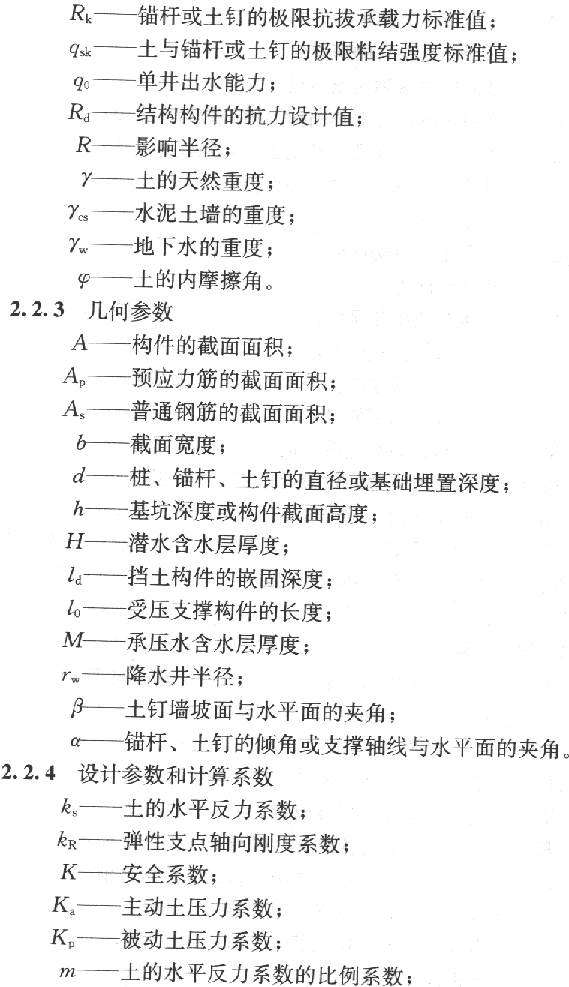 R_k——锚杆或土钉的极限抗拔承载力标准值；
q_sk——土与锚杆或土钉的极限粘结强度标准值；
q_0——单井出水能力；
R_d——结构构件的抗力设计值；
R——影响半径；
γ——土的天然重度；
γ_cs——水泥土墙的重度；
γ_w——地下水的重度；
φ——土的内摩擦角。
2.2.3 几何参数
A——构件的截面面积；
A_p——预应力筋的截面面积；
A_s——普通钢筋的截面面积；
b——截面宽度；
d——桩、锚杆、土钉的直径或基础埋置深度；
h——基坑深度或构件截面高度；
H——潜水含水层厚度；
l_d——挡土构件的嵌固深度；
l_0——受压支撑构件的长度；
M——承压水含水层厚度；
r_w——降水井半径；
β——土钉墙坡面与水平面的夹角；
α——锚杆、土钉的倾角或支撑轴线与水平面的夹角。
2.2.4 设计参数和计算系数
k_s——土的水平反力系数；
k_R——弹性支点轴向刚度系数；
K——安全系数；
K_a——主动土压力系数；
K_p——被动土压力系数；
m——土的水平反力系数的比例系数；